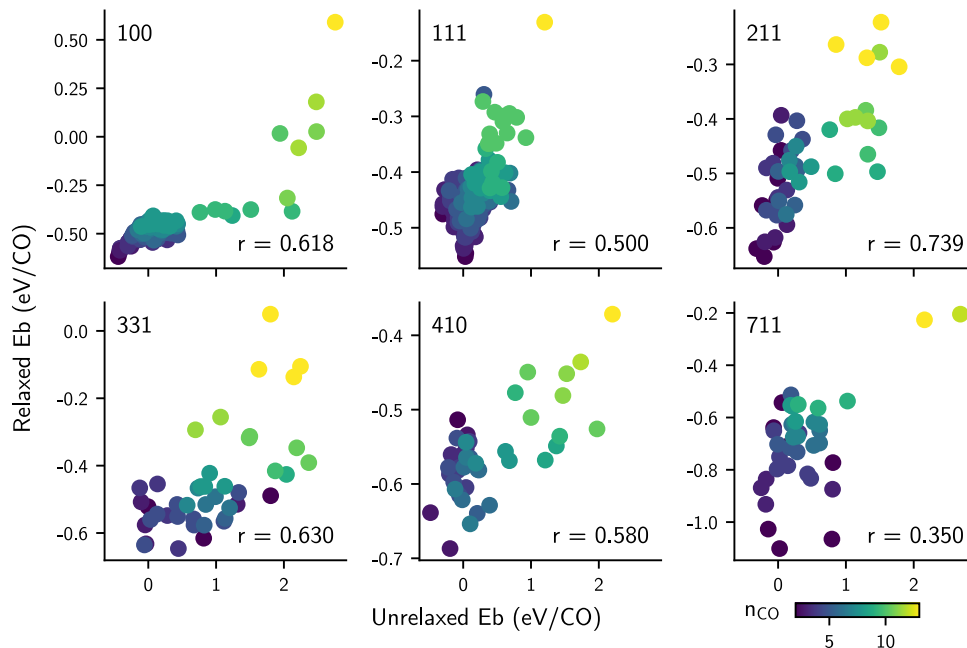 100
111
211
0.50
0.25
0.00
-0.25
-0.50
r = 0.618
-0.2
-0.3
-0.4
-0.5
r = 0.500
-0.3
-0.4
-0.5
-0.6
r = 0.739
Relaxed Eb (eV/CO)
331
410
711
0.0
-0.2
-0.4
-0.6
r = 0.630
0 1 2
-0.4
-0.5
-0.6
-0.7
r = 0.580
0 1 2
-0.2
-0.4
-0.6
-0.8
-1.0
r = 0.350
0 1 2
Unrelaxed Eb (eV/CO)
nCO
5 10